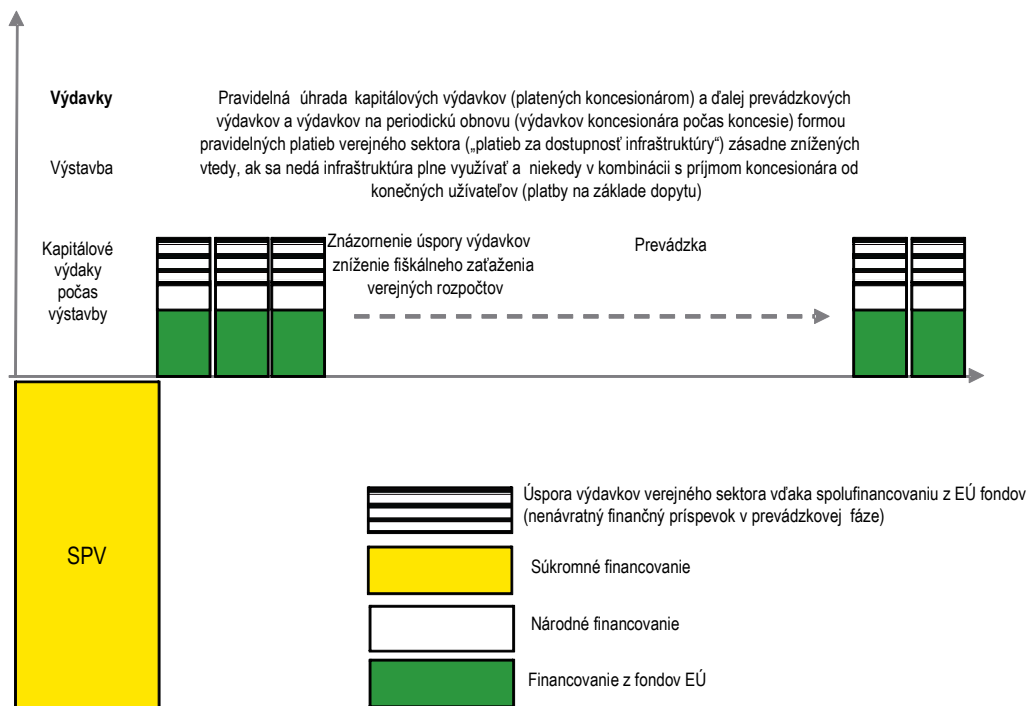 Výdavky
Pravidelná úhrada kapitálových výdavkov (platených koncesionárom) a ďalej prevádzkových
výdavkov a výdavkov na periodickú obnovu (výdavkov koncesionára počas koncesie) formou
pravidelných platieb verejného sektora („platieb za dostupnosť infraštruktúry“) zásadne znížených
Výstavba
vtedy, ak sa nedá infraštruktúra plne využívať a niekedy v kombinácii s príjmom koncesionára od
konečných užívateľov (platby na základe dopytu)
Kapitálové
výdaky
počas
výstavby
Znázornenie úspory výdavkov
zníženie fiškálneho zaťaženia
verejných rozpočtov
Prevádzka
SPV
Úspora výdavkov verejného sektora vďaka spolufinancovaniu z EÚ fondov
(nenávratný finančný príspevok v prevádzkovej fáze)
Súkromné financovanie
Národné financovanie
Financovanie z fondov EÚ